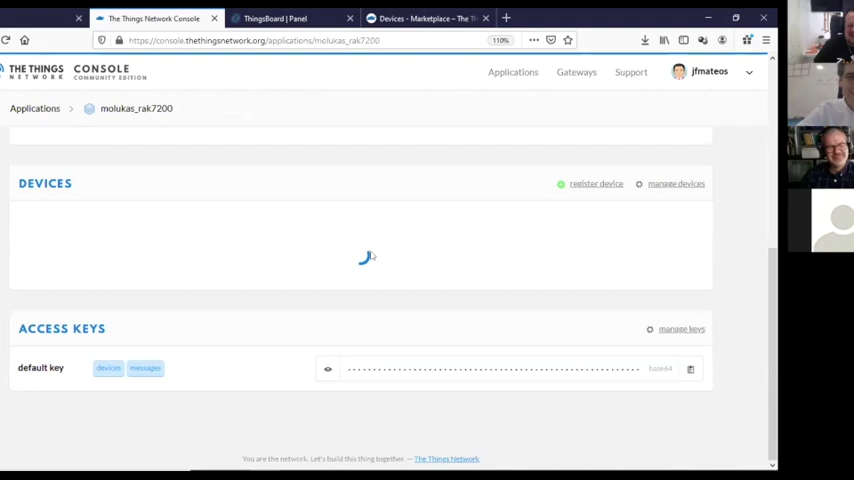 The Things Network Console
ThingsBoard | Panel
Devices - Marketplace – The Th
https://console.thethingsnetwork.org/applications/molukas_rak7200
110%
THE THINGS
NETWORK
CONSOLE
COMMUNITY EDITION
Applications
Gateways
Support
jfmateos
Applications
molukas_rak7200
DEVICES
register device
manage devices
ACCESS KEYS
manage keys
default key
devices
messages
base64
You are the network. Let's build this thing together. — The Things Network